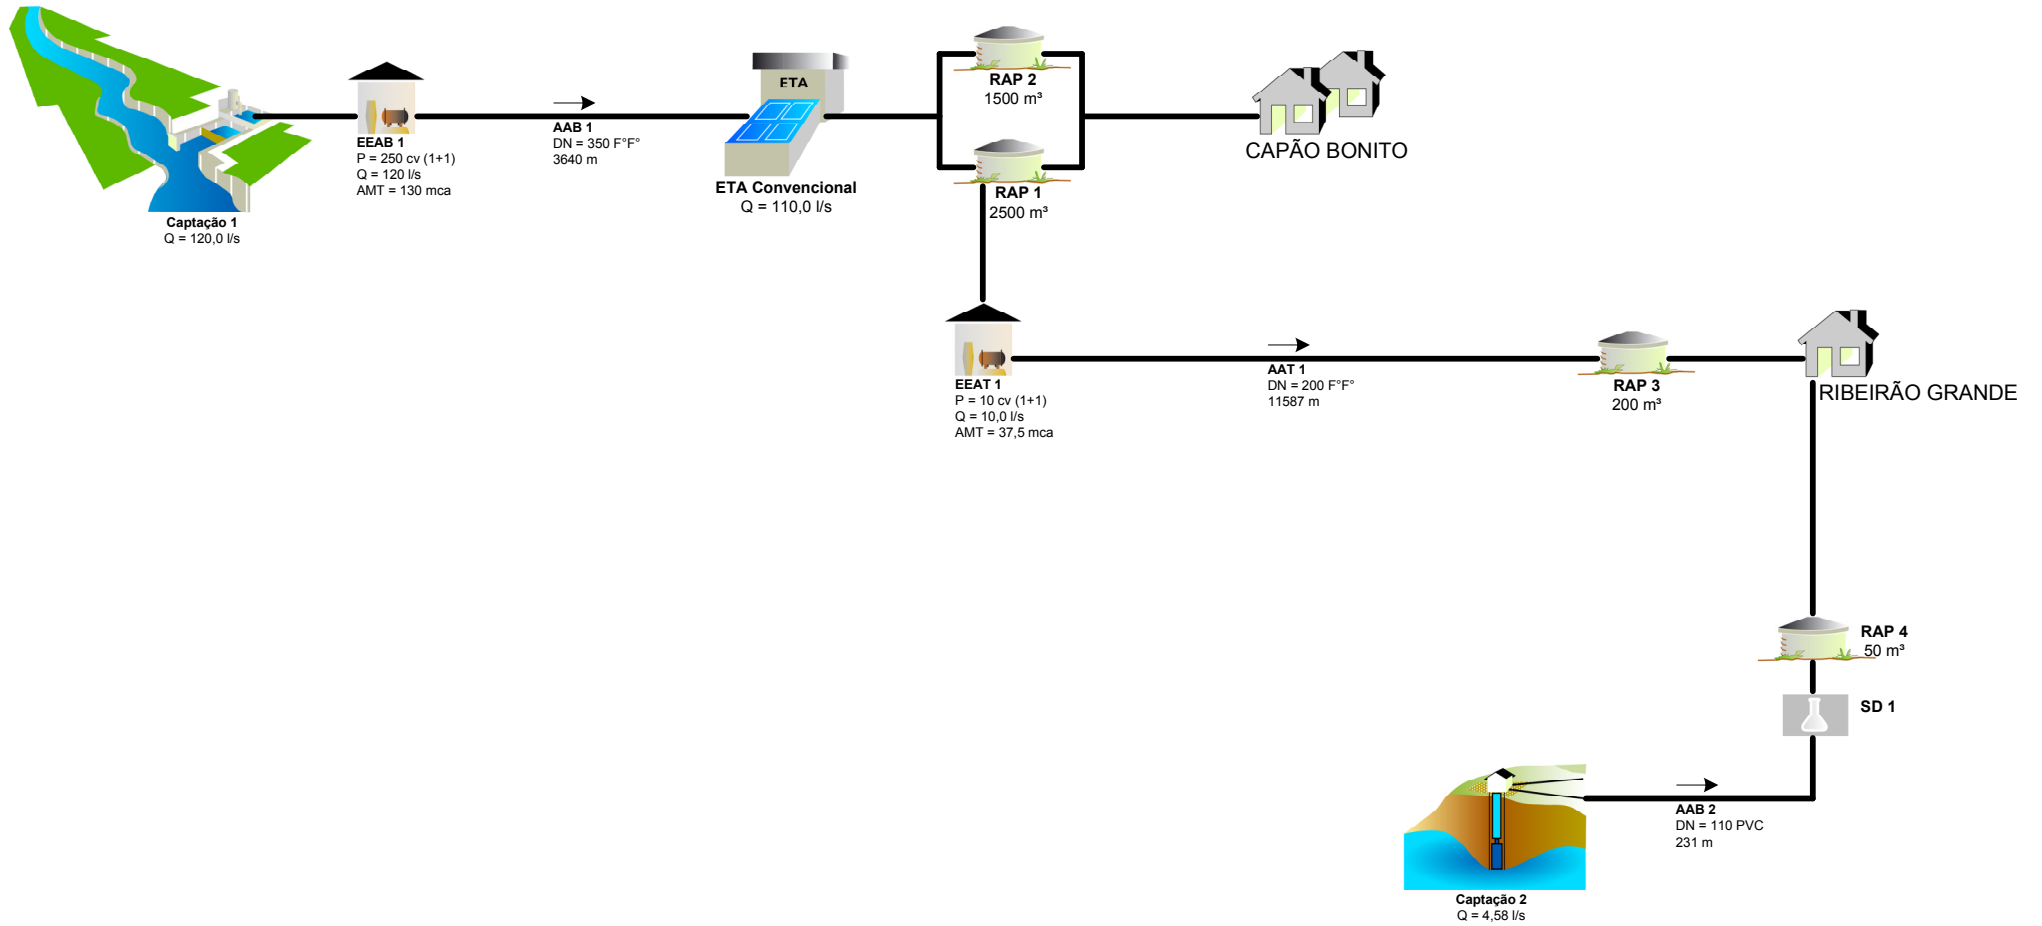 ETA
RAP 2
1500 m³
EEAB 1
P = 250 cv (1+1)
Q = 120 l/s
AMT = 130 mca
AAB 1
DN = 350 F°F°
3640 m
ETA Convencional
Q = 110,0 l/s
RAP 1
2500 m³
CAPÃO BONITO
Captação 1
Q = 120,0 l/s
EEAT 1
P = 10 cv (1+1)
Q = 10,0 l/s
AMT = 37,5 mca
AAT 1
DN = 200 F°F°
11587 m
RAP 3
200 m³
RIBEIRÃO GRANDE
RAP 4
50 m³
SD 1
AAB 2
DN = 110 PVC
231 m
Captação 2
Q = 4,58 l/s